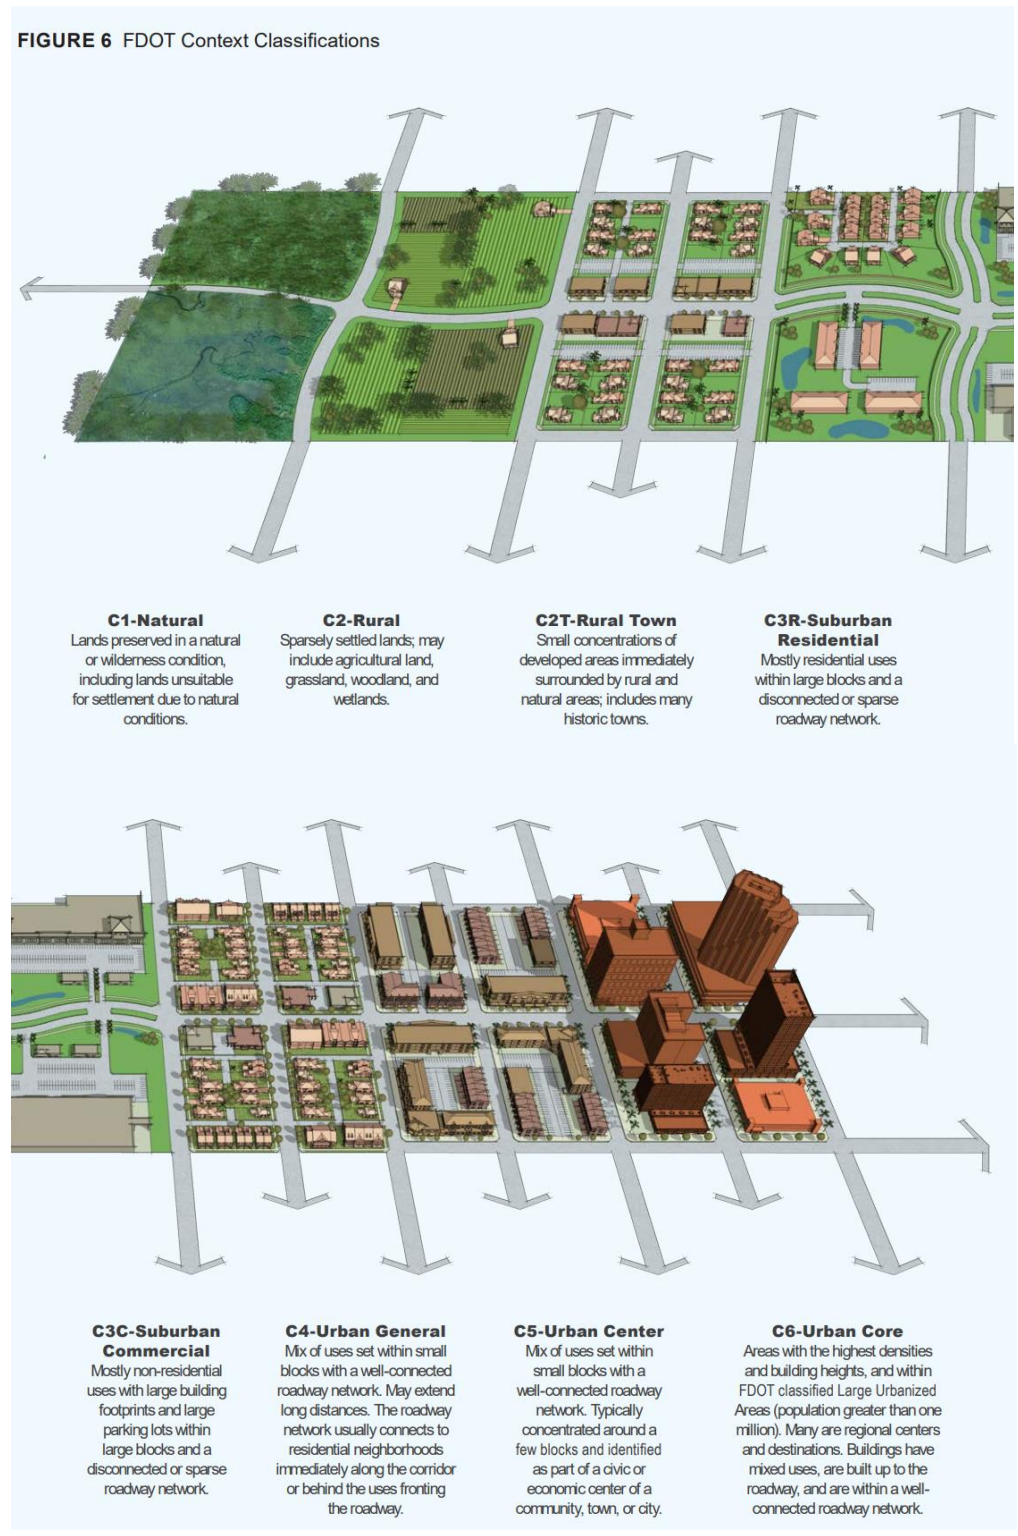 FIGURE 6 FDOT Context Classifications
C1-Natural
Lands preserved in a natural
or wilderness condition,
including lands unsuitable
for settlement due to natural
conditions.
C2-Rural
Sparsely settled lands; may
include agricultural land,
grassland, woodland, and
wetlands.
C2T-Rural Town
Small concentrations of
developed areas immediately
surrounded by rural and
natural areas; includes many
historic towns.
C3R-Suburban
Residential
Mostly residential uses
within large blocks and a
disconnected or sparse
roadway network.
C3C-Suburban
Commercial
Mostly non-residential
uses with large building
footprints and large
parking lots within
large blocks and a
disconnected or sparse
roadway network.
C4-Urban General
Mix of uses set within small
blocks with a well-connected
roadway network. May extend
long distances. The roadway
network usually connects to
residential neighborhoods
immediately along the corridor
or behind the uses fronting
the roadway.
C5-Urban Center
Mix of uses set within
small blocks with a
well-connected roadway
network. Typically
concentrated around a
few blocks and identified
as part of a civic or
economic center of a
community, town, or city.
C6-Urban Core
Areas with the highest densities
and building heights, and within
FDOT classified Large Urbanized
Areas (population greater than one
million). Many are regional centers
and destinations. Buildings have
mixed uses, are built up to the
roadway, and are within a well-
connected roadway network.